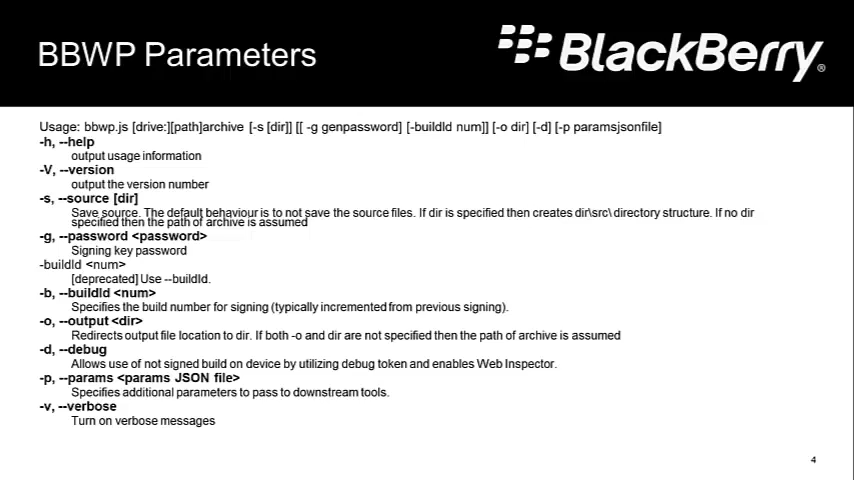 BBWP Parameters
BlackBerry®
Usage: bbwp.js [drive:][path]archive [-s [dir]] [[ -g genpassword] [-buildId num]] [-o dir] [-d] [-p paramsjsonfile]
-h, --help
output usage information
-V, --version
output the version number
-s, --source [dir]
Save source. The default behaviour is to not save the source files. If dir is specified then creates dir\src\ directory structure. If no dir
specified then the path of archive is assumed
-g, --password <password>
Signing key password
-buildId <num>
[deprecated] Use --buildId.
-b, --buildId <num>
Specifies the build number for signing (typically incremented from previous signing).
-o, --output <dir>
Redirects output file location to dir. If both -o and dir are not specified then the path of archive is assumed
-d, --debug
Allows use of not signed build on device by utilizing debug token and enables Web Inspector.
-p, --params <params JSON file>
Specifies additional parameters to pass to downstream tools.
-v, --verbose
Turn on verbose messages
4